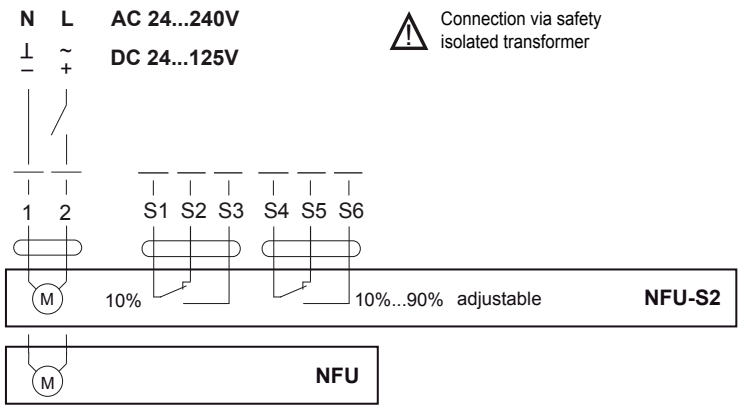 N L AC 24...240V
⊥ ~ DC 24...125V
– +
Connection via safety
isolated transformer
1 2 S1 S2 S3 S4 S5 S6
M 10% 10%...90% adjustable NFU-S2
M NFU